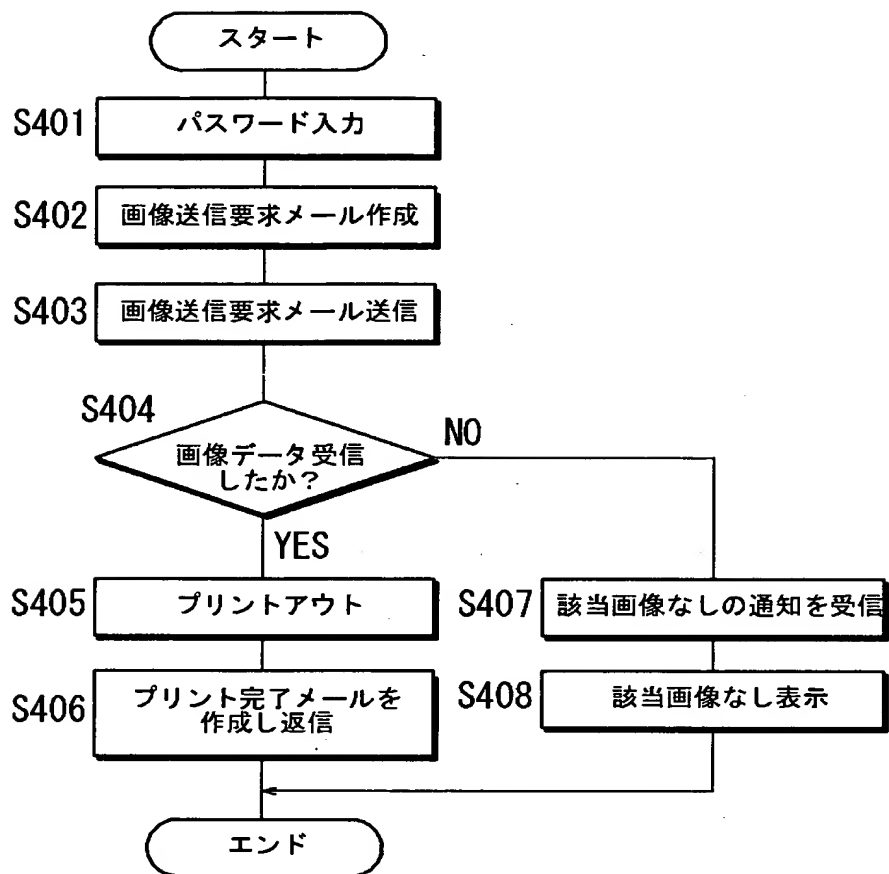 スタート
S401
パスワード入力
S402
画像送信要求メール作成
S403
画像送信要求メール送信
S404
画像データ受信
したか?
NO
YES
S405
プリントアウト
S406
プリント完了メールを
作成し返信
S407
該当画像なしの通知を受信
S408
該当画像なし表示
エンド